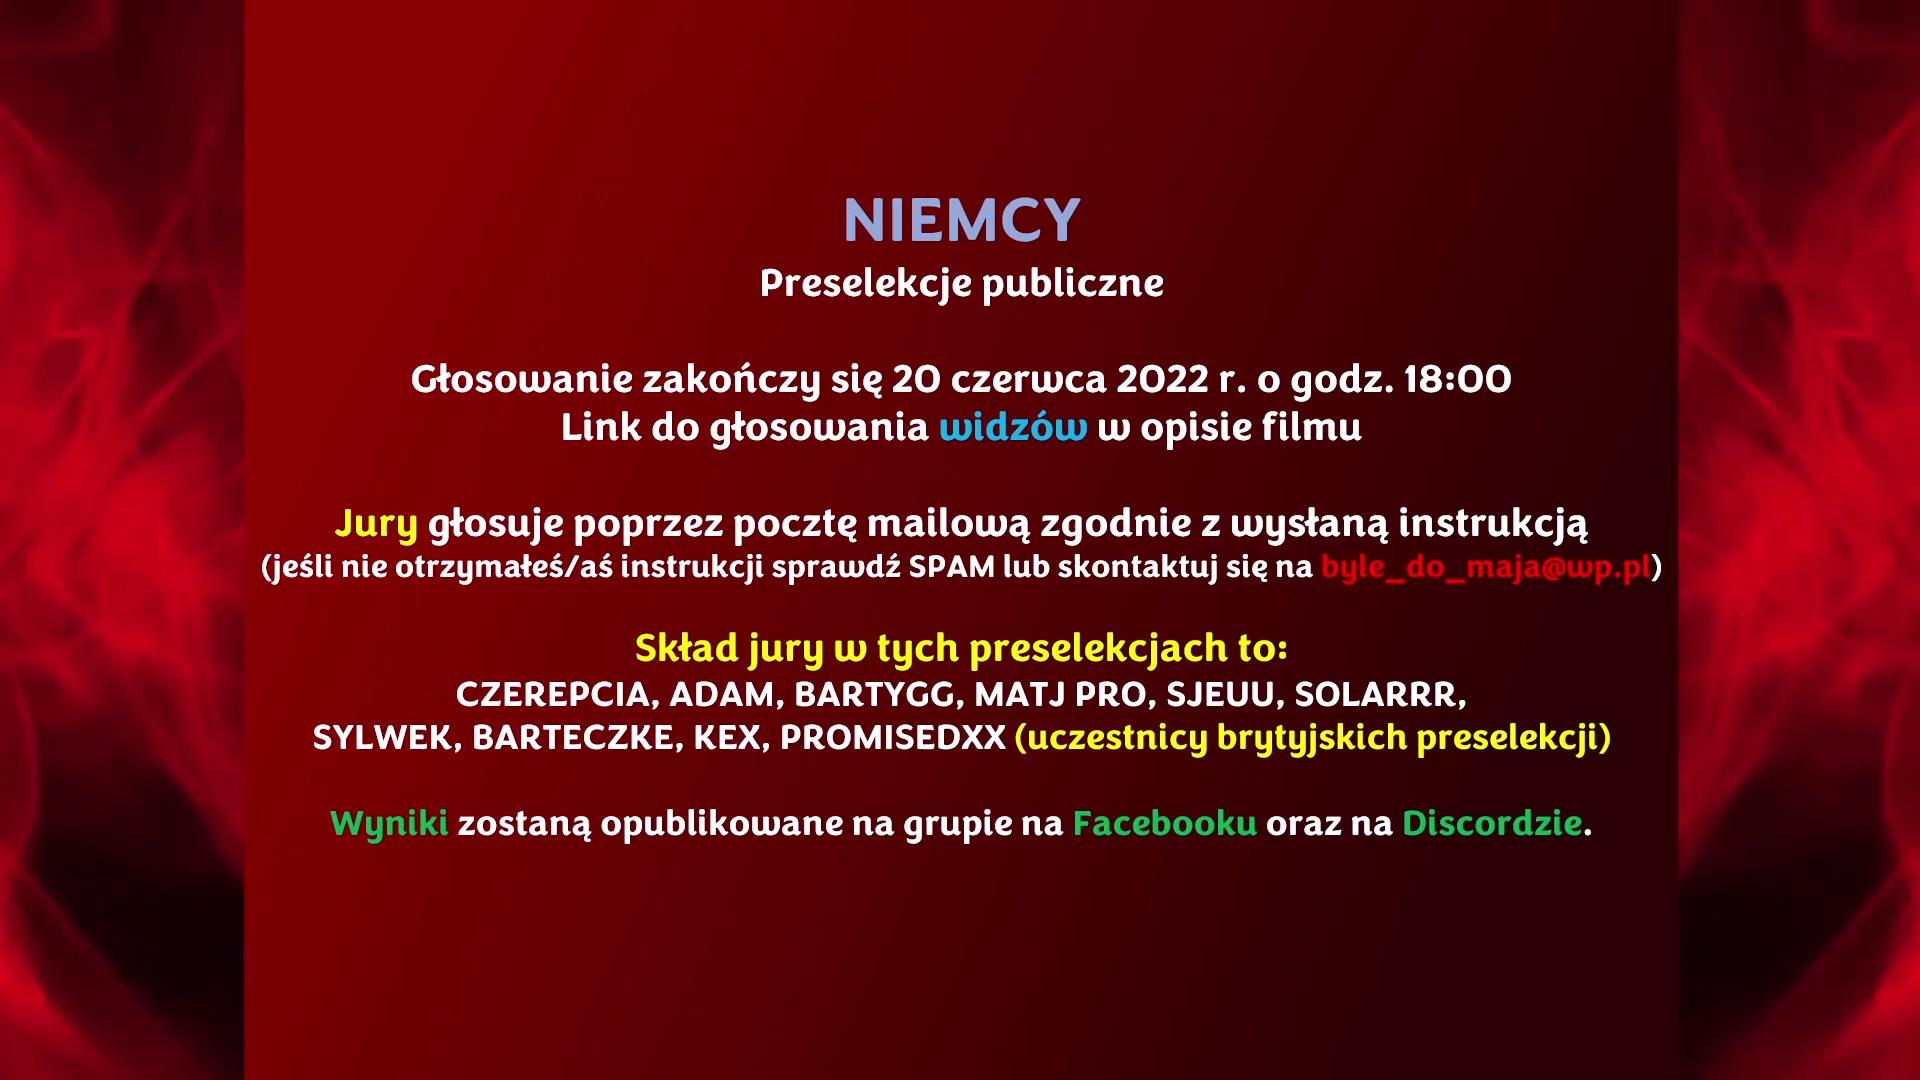 NIEMCY
Preselekcje publiczne
Głosowanie zakończy się 20 czerwca 2022 r. o godz. 18:00
Link do głosowania widzów w opisie filmu
Jury głosuje poprzez pocztę mailową zgodnie z wysłaną instrukcją
(jeśli nie otrzymałeś/aś instrukcji sprawdź SPAM lub skontaktuj się na byle_do_maja@wp.pl)
Skład jury w tych preselekcjach to:
CZEREPCIA, ADAM, BARTYGG, MATJ PRO, SJEUU, SOLARRR,
SYLWEK, BARTECZKE, KEX, PROMISEDXX (uczestnicy brytyjskich preselekcji)
Wyniki zostaną opublikowane na grupie na Facebooku oraz na Discordzie.